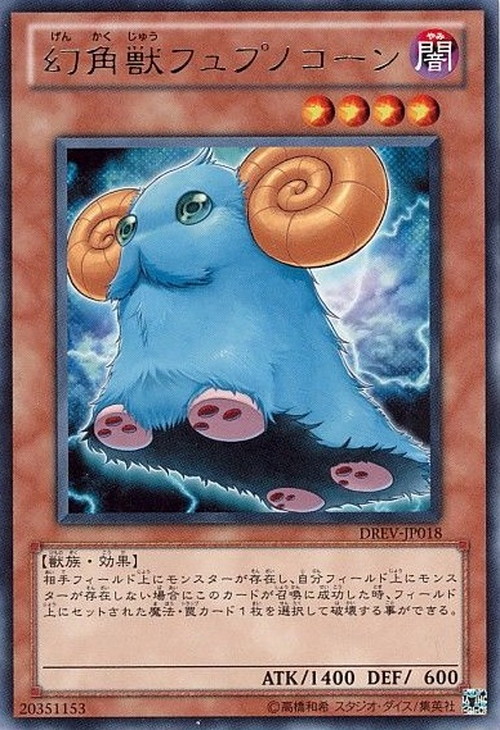 げん かく じゅう
幻角獣フュプノコーン
やみ
闇
DREV-JP018
【獣族・効果】
相手フィールド上にモンスターが存在し、自分フィールド上にモンス
ターが存在しない場合にこのカードが召喚に成功した時、フィールド
上にセットされた魔法・罠カード1枚を選択して破壊する事ができる。
ATK/1400 DEF/ 600
20351153
©高橋和希 スタジオ・ダイス/集英社